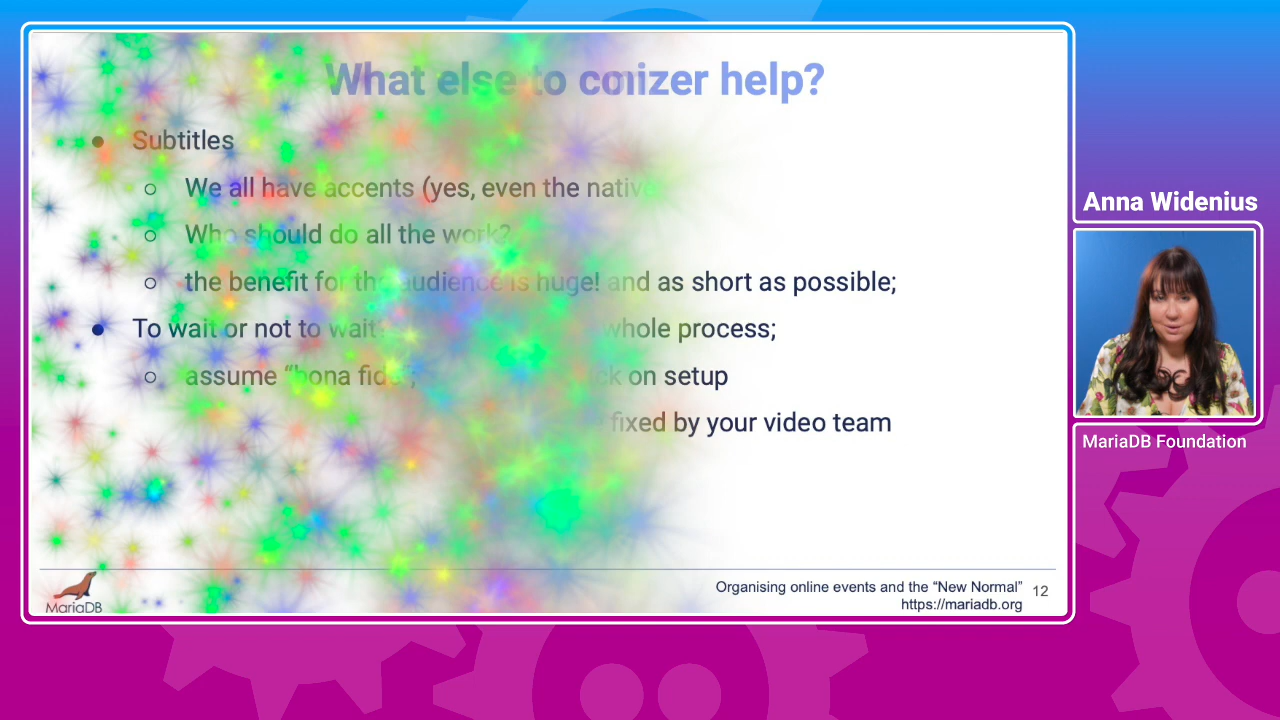 What else to conizer help?
Subtitles
We all have accents (yes, even the native
Who should do all the work?
the benefit for the audience is huge! and as short as possible;
To wait or not to wait? whole process;
assume “bona fide”, on setup
fixed by your video team
Organising online events and the “New Normal” 12
https://mariadb.org
MariaDB
Anna Widenius
MariaDB Foundation